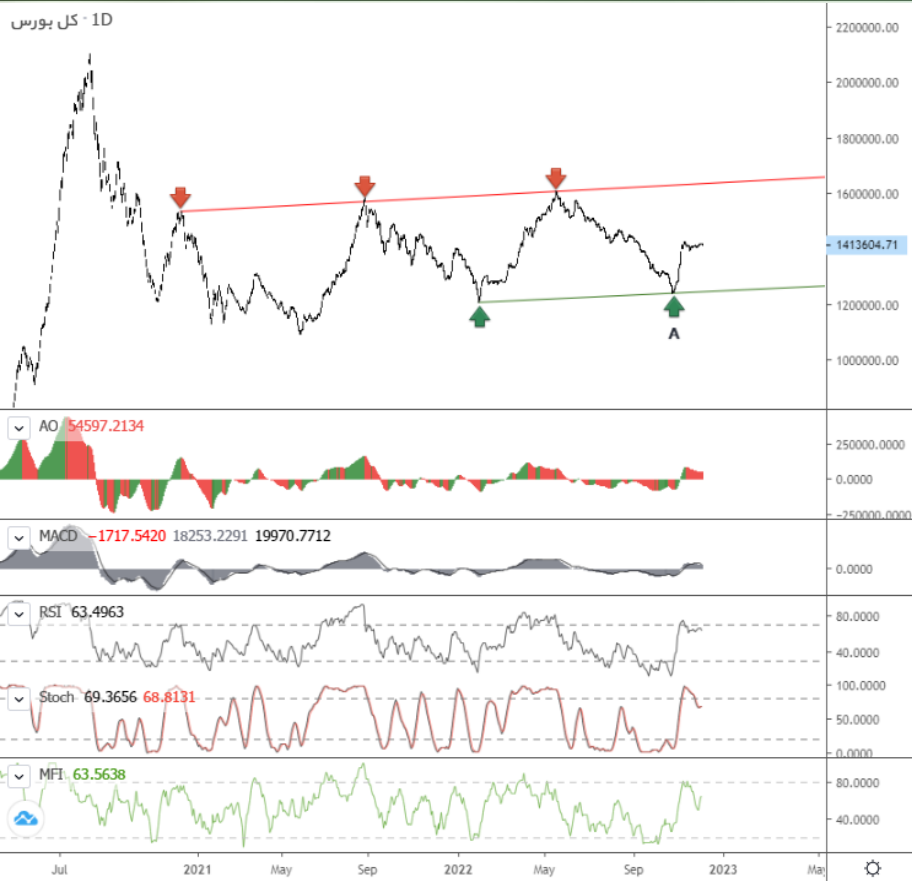 کل بورس · 1D
2200000.00
2000000.00
1800000.00
1600000.00
1413604.71
1200000.00
1000000.00
A
AO 54597.2134
250000.0000
0.0000
−250000.0000
MACD −1717.5420 18253.2291 19970.7712
0.0000
RSI 63.4963
80.0000
40.0000
Stoch 69.3656 68.8131
100.0000
50.0000
0.0000
MFI 63.5638
80.0000
40.0000
Jul 2021 May Sep 2022 May Sep 2023 May